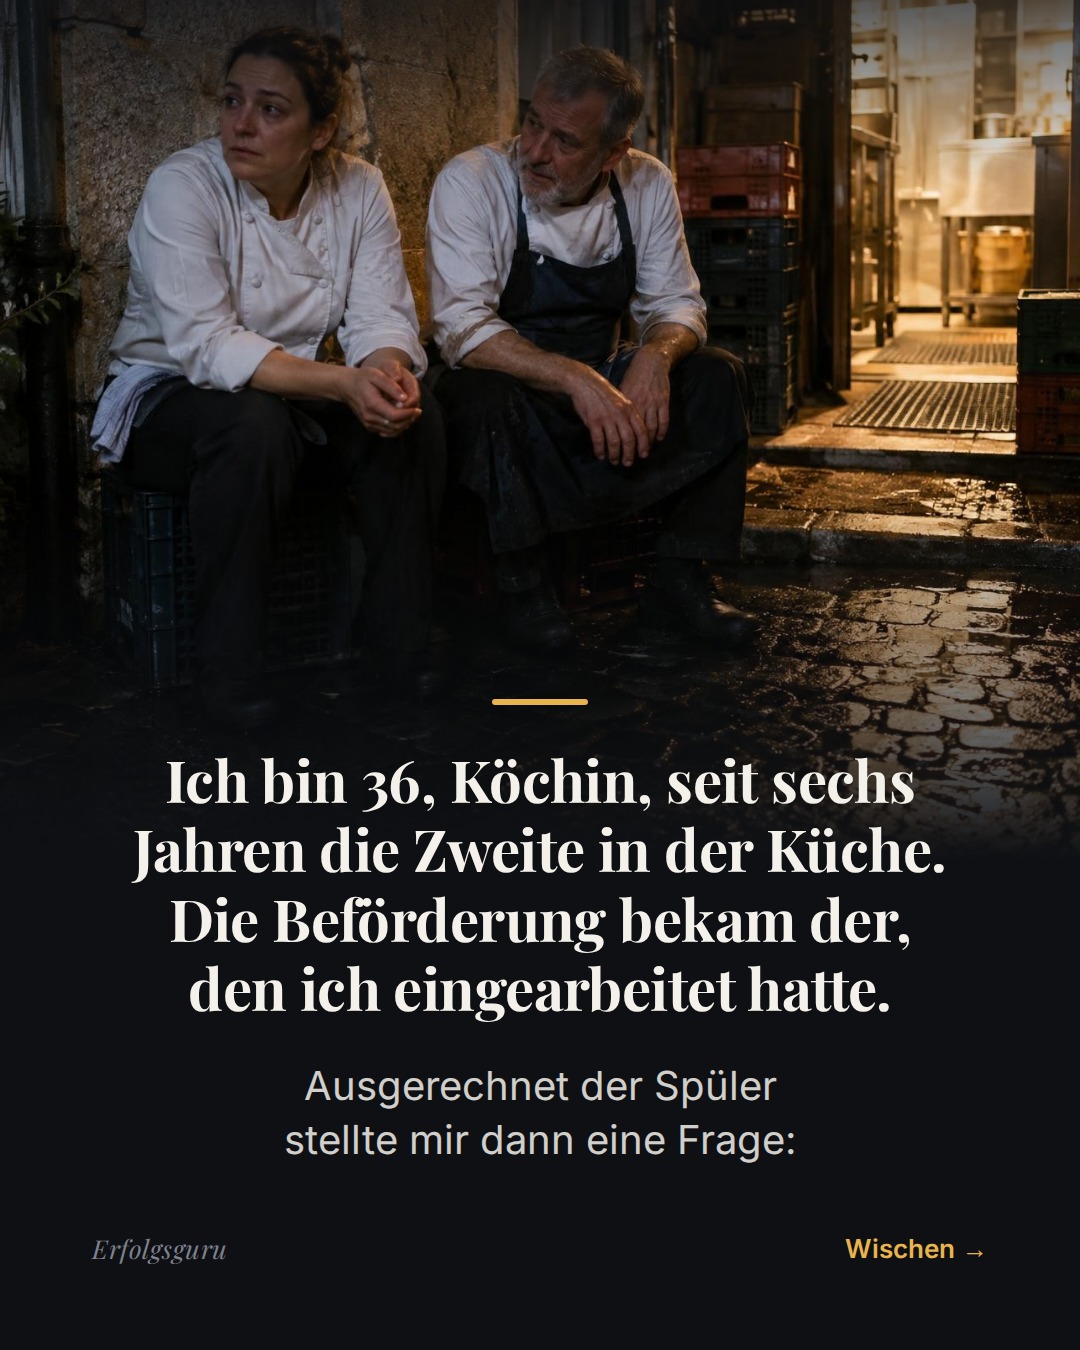 Ich bin 36, Köchin, seit sechs
Jahren die Zweite in der Küche.
Die Beförderung bekam der,
den ich eingearbeitet hatte.
Ausgerechnet der Spüler
stellte mir dann eine Frage:
Erfolgsguru
Wischen →